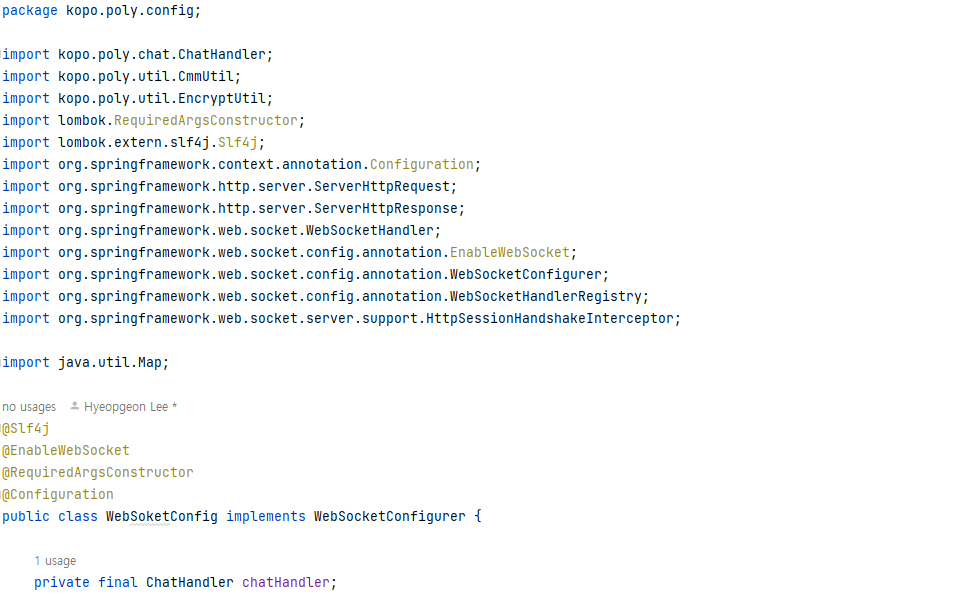 package kopo.poly.config;
import kopo.poly.chat.ChatHandler;
import kopo.poly.util.CmmUtil;
import kopo.poly.util.EncryptUtil;
import lombok.RequiredArgsConstructor;
import lombok.extern.slf4j.Slf4j;
import org.springframework.context.annotation.Configuration;
import org.springframework.http.server.ServerHttpRequest;
import org.springframework.http.server.ServerHttpResponse;
import org.springframework.web.socket.WebSocketHandler;
import org.springframework.web.socket.config.annotation.EnableWebSocket;
import org.springframework.web.socket.config.annotation.WebSocketConfigurer;
import org.springframework.web.socket.config.annotation.WebSocketHandlerRegistry;
import org.springframework.web.socket.server.support.HttpSessionHandshakeInterceptor;
import java.util.Map;
no usages Hyeopgeon Lee *
@Slf4j
@EnableWebSocket
@RequiredArgsConstructor
@Configuration
public class WebSoketConfig implements WebSocketConfigurer {
1 usage
private final ChatHandler chatHandler;